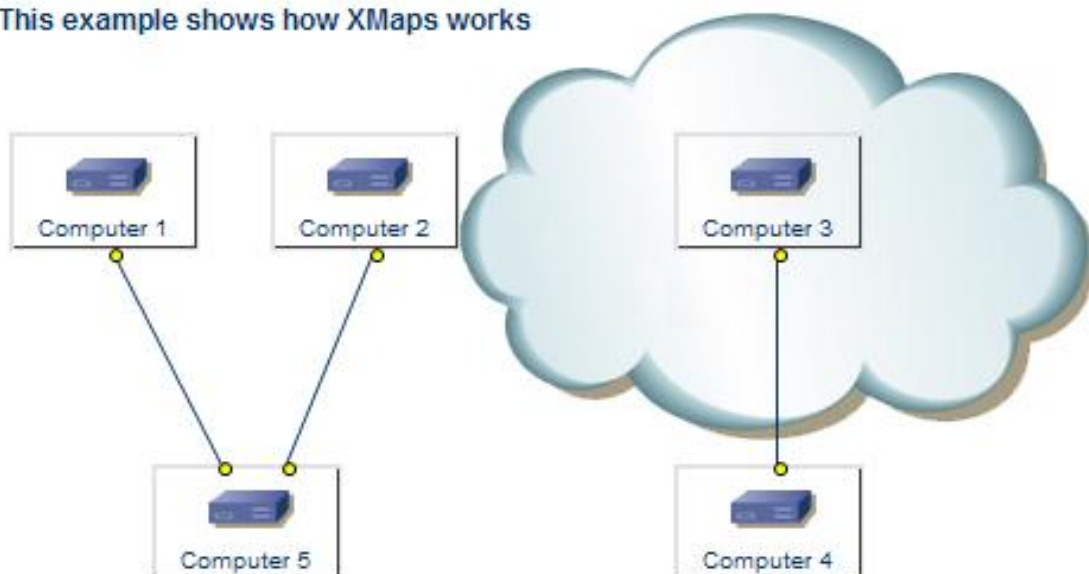 This example shows how XMaps works
Computer 1
Computer 2
Computer 3
Computer 5
Computer 4